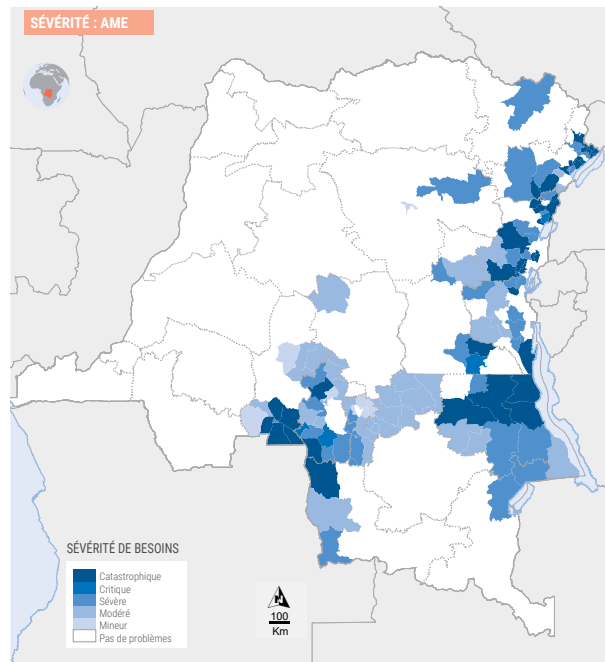 SÉVÉRITÉ : AME
SÉVÉRITÉ DE BESOINS
Catastrophique
Critique
Sévère
Modéré
Mineur
Pas de problèmes
N
100
Km